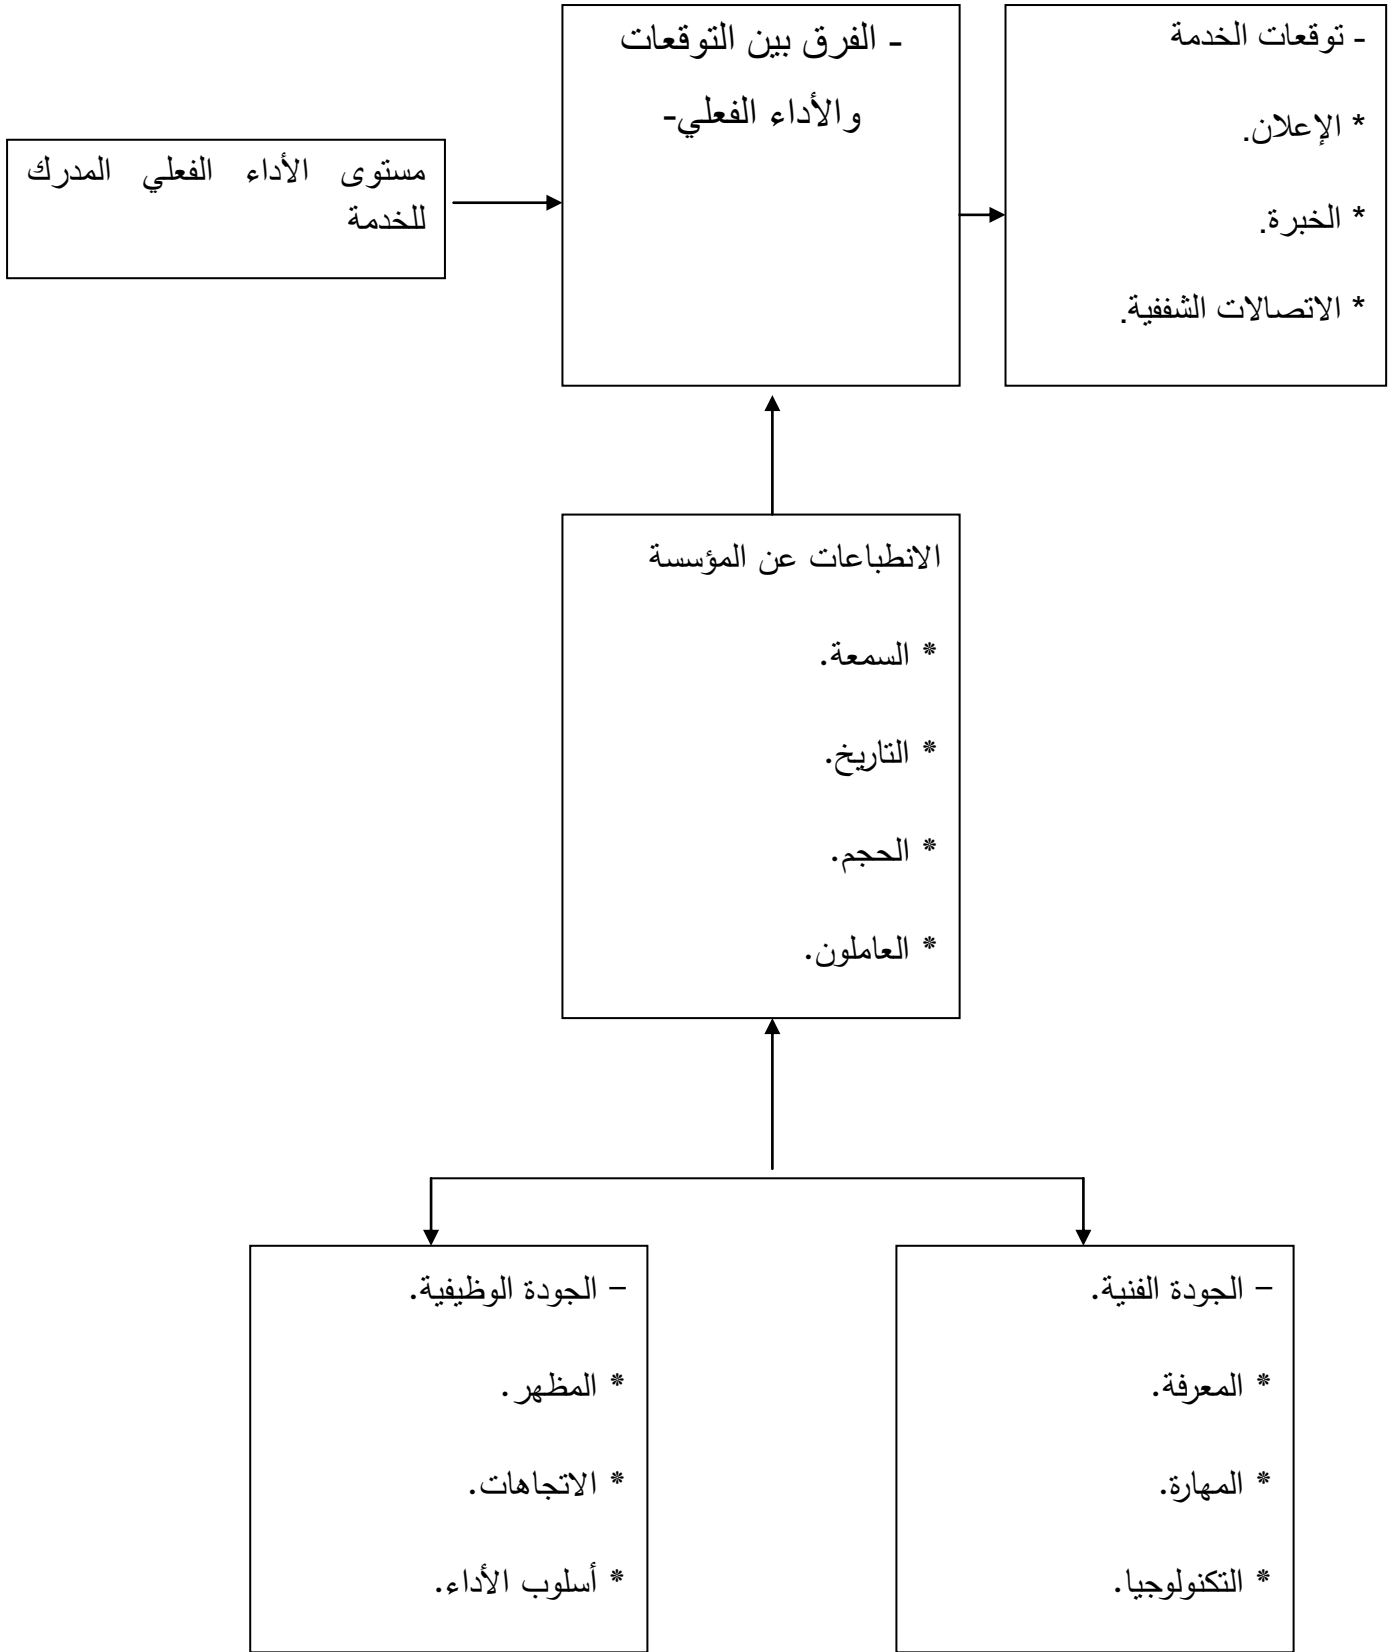 - توقعات الخدمة
* الإعلان.
* الخبرة.
* الاتصالات الشففية.
- الفرق بين التوقعات
والأداء الفعلي-
مستوى الأداء الفعلي المدرك
للخدمة
الانطباعات عن المؤسسة
* السمعة.
* التاريخ.
* الحجم.
* العاملون.
– الجودة الفنية.
* المعرفة.
* المهارة.
* التكنولوجيا.
– الجودة الوظيفية.
* المظهر.
* الاتجاهات.
* أسلوب الأداء.